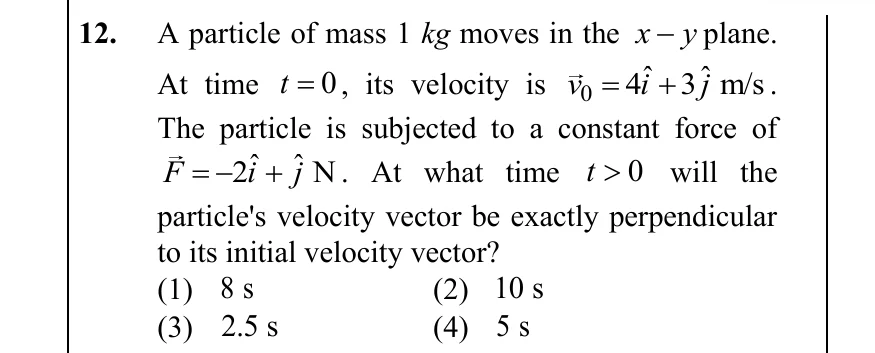 12. A particle of mass 1 kg moves in the x – y plane.
At time t = 0, its velocity is v⃗₀ = 4î + 3ĵ m/s.
The particle is subjected to a constant force of
F⃗ = –2î + ĵ N. At what time t > 0 will the
particle's velocity vector be exactly perpendicular
to its initial velocity vector?
(1) 8 s (2) 10 s
(3) 2.5 s (4) 5 s